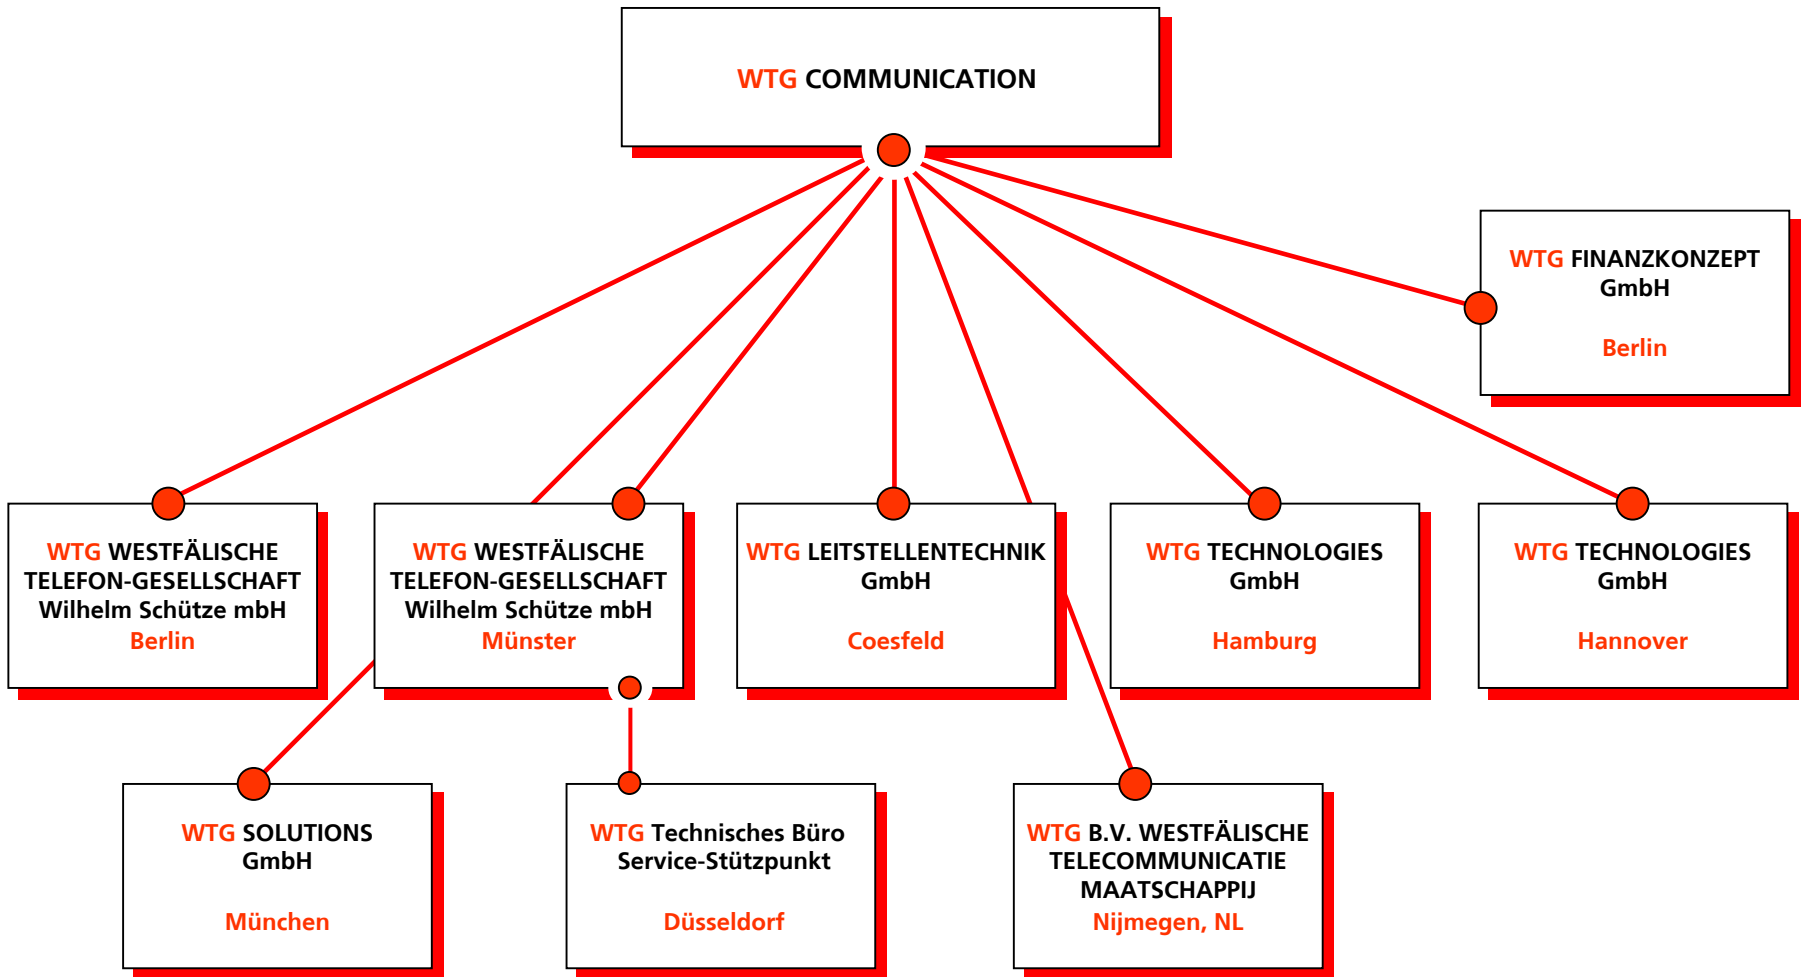 WTG COMMUNICATION
WTG FINANZKONZEPT
GmbH
Berlin
WTG WESTFÄLISCHE
TELEFON-GESELLSCHAFT
Wilhelm Schütze mbH
Berlin
WTG WESTFÄLISCHE
TELEFON-GESELLSCHAFT
Wilhelm Schütze mbH
Münster
WTG LEITSTELLENTECHNIK
GmbH
Coesfeld
WTG TECHNOLOGIES
GmbH
Hamburg
WTG TECHNOLOGIES
GmbH
Hannover
WTG SOLUTIONS
GmbH
München
WTG Technisches Büro
Service-Stützpunkt
Düsseldorf
WTG B.V. WESTFÄLISCHE
TELECOMMUNICATIE
MAATSCHAPPIJ
Nijmegen, NL